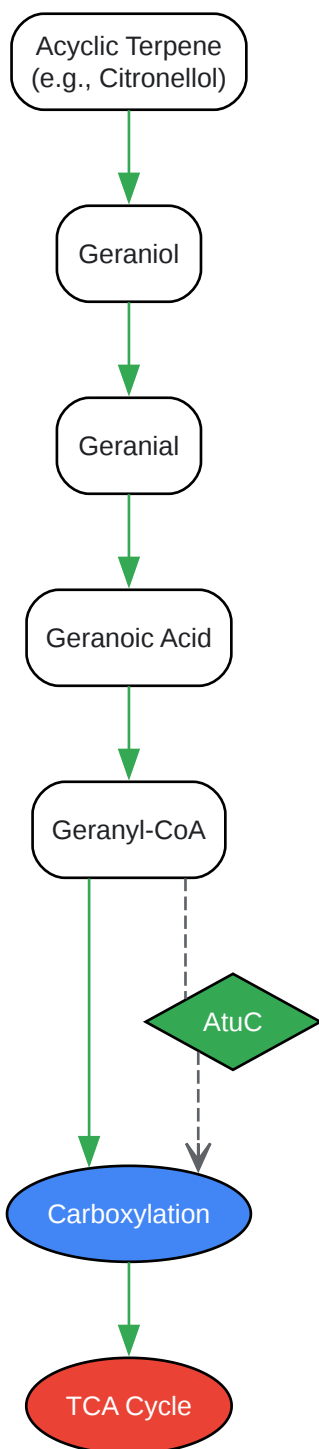 Acyclic Terpene
(e.g., Citronellol)
Geraniol
Geranial
Geranoic Acid
Geranyl-CoA
AtuC
Carboxylation
TCA Cycle